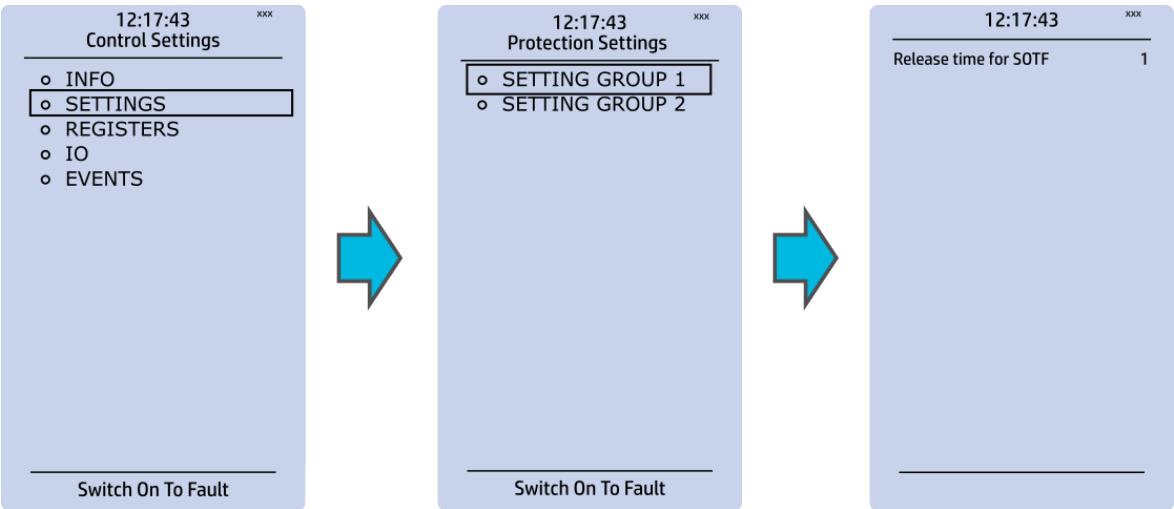 12:17:43 xxx
Control Settings
INFO
SETTINGS
REGISTERS
IO
EVENTS
Switch On To Fault
12:17:43 xxx
Protection Settings
SETTING GROUP 1
SETTING GROUP 2
Switch On To Fault
12:17:43 xxx
Release time for SOTF 1